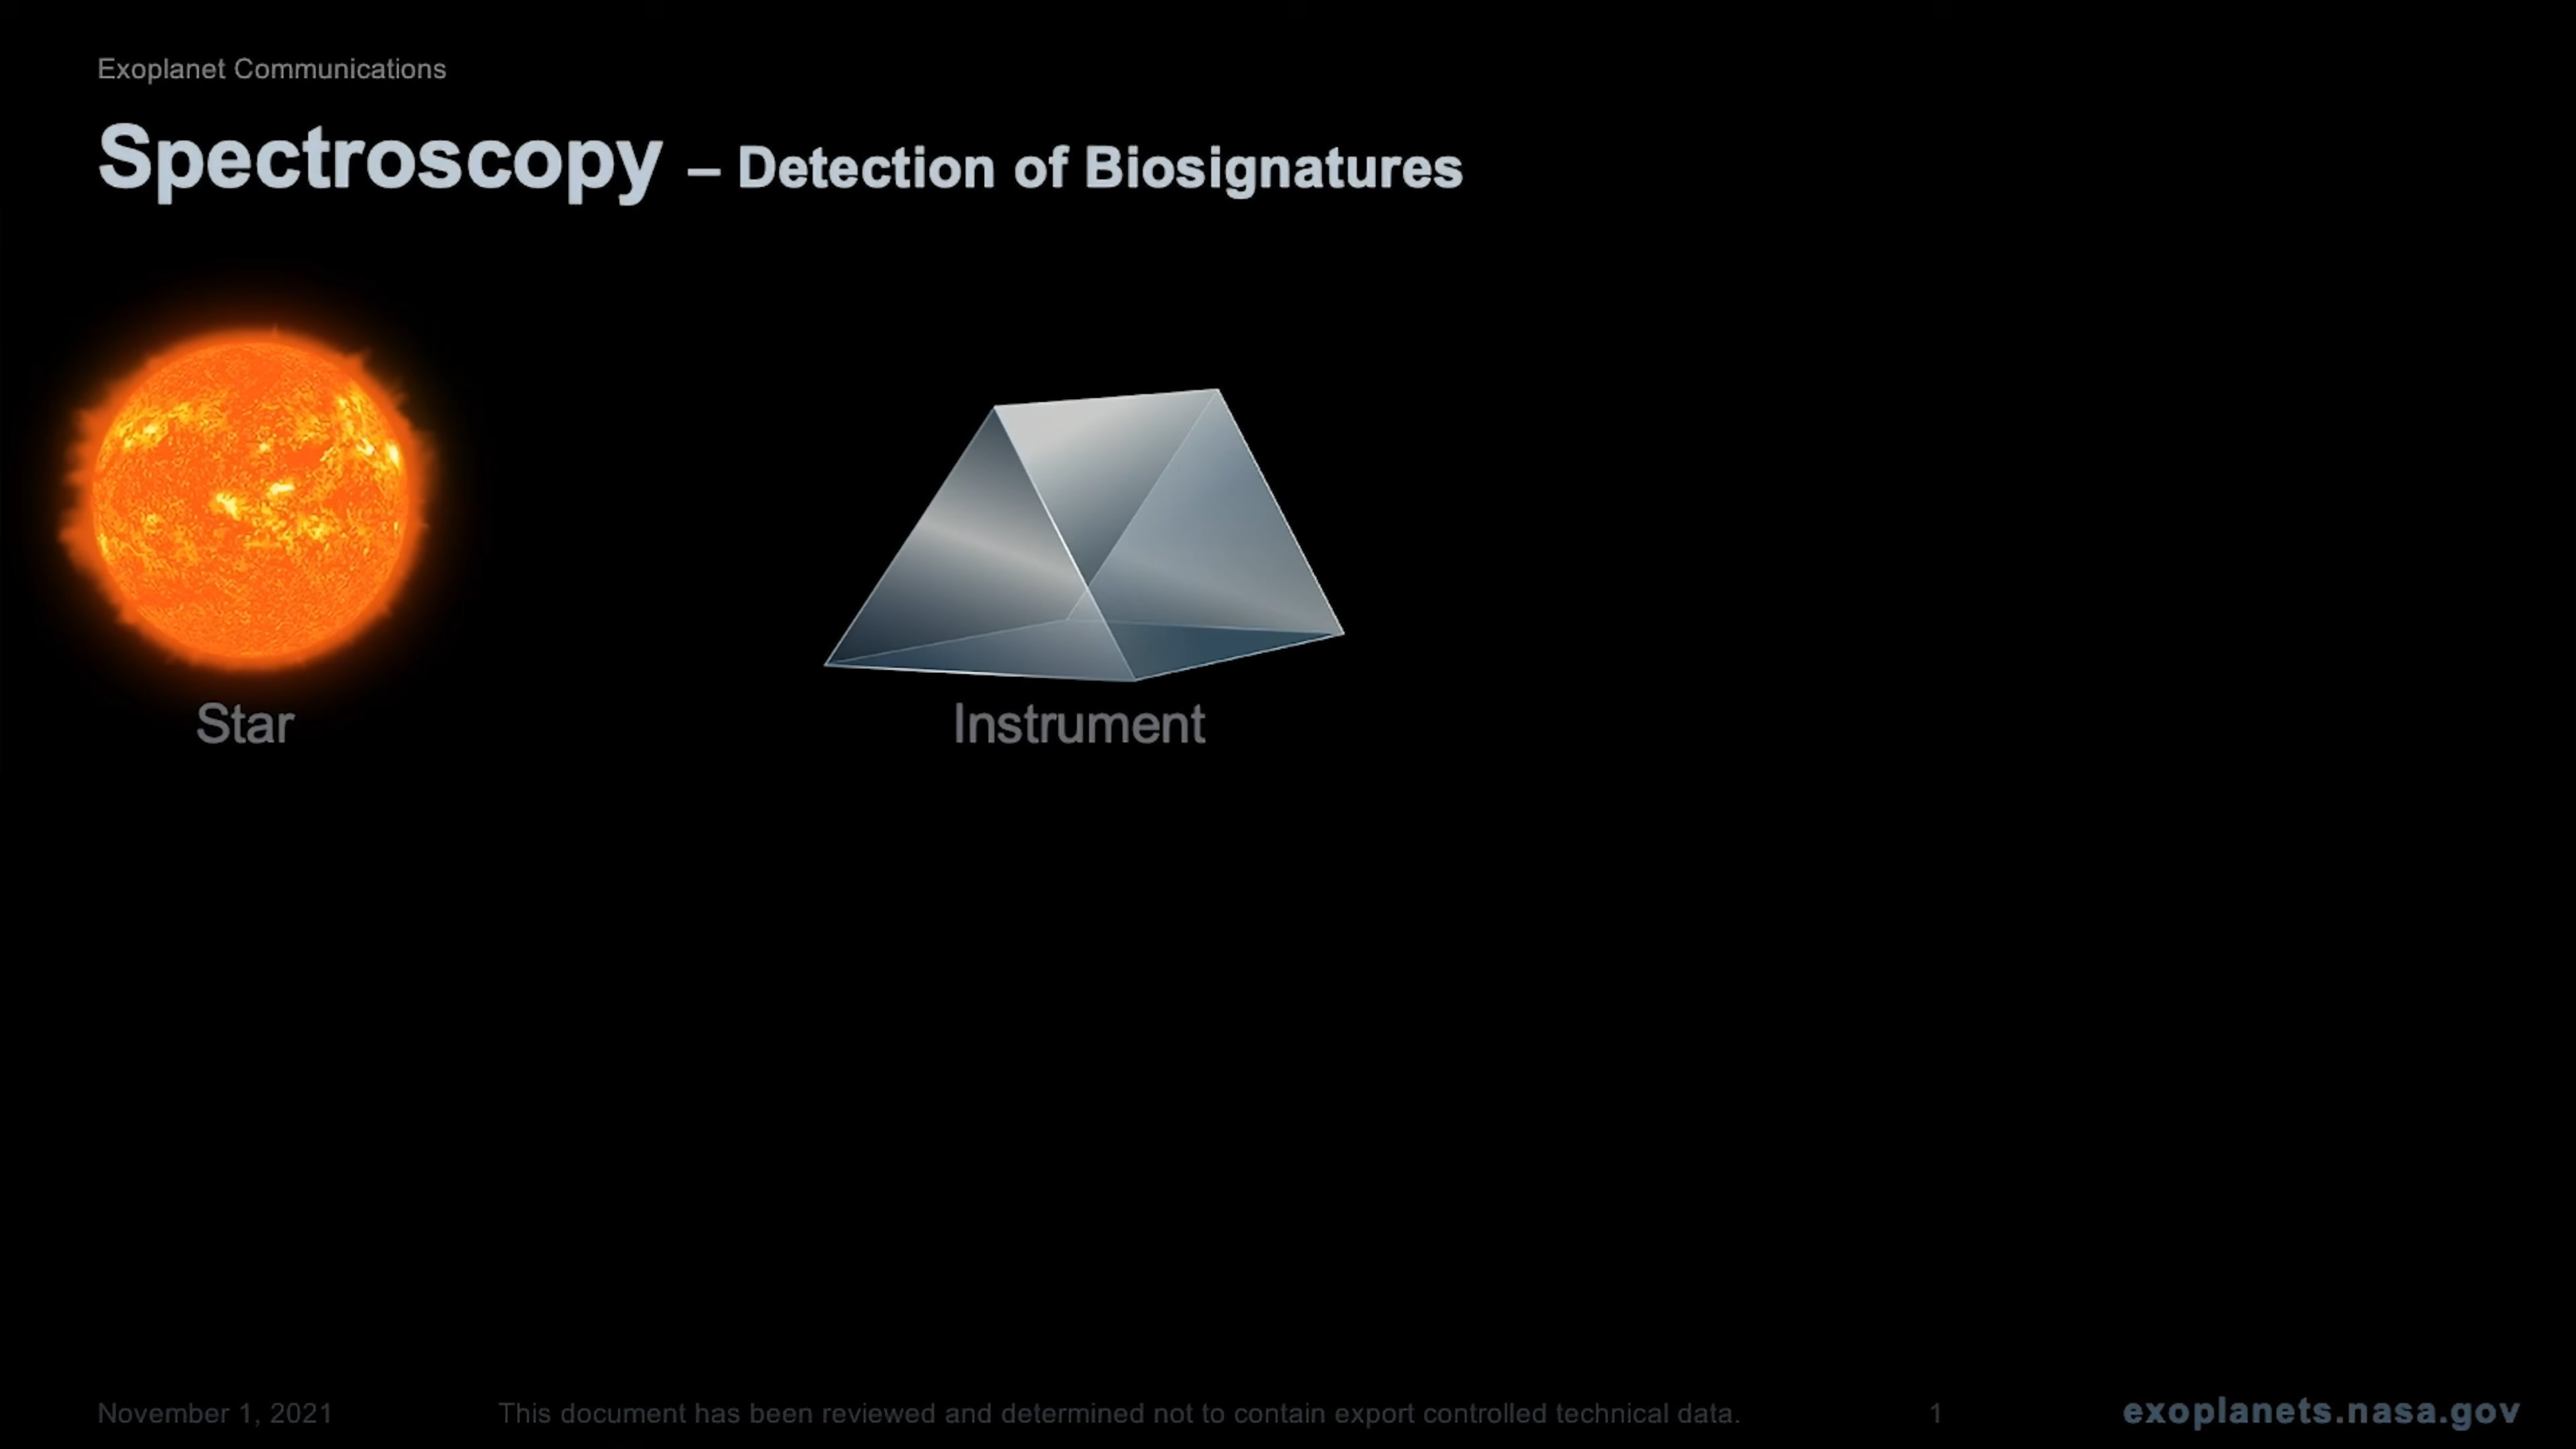 Exoplanet Communications
Spectroscopy – Detection of Biosignatures
Star
Instrument
November 1, 2021
This document has been reviewed and determined not to contain export controlled technical data.
1
exoplanets.nasa.gov